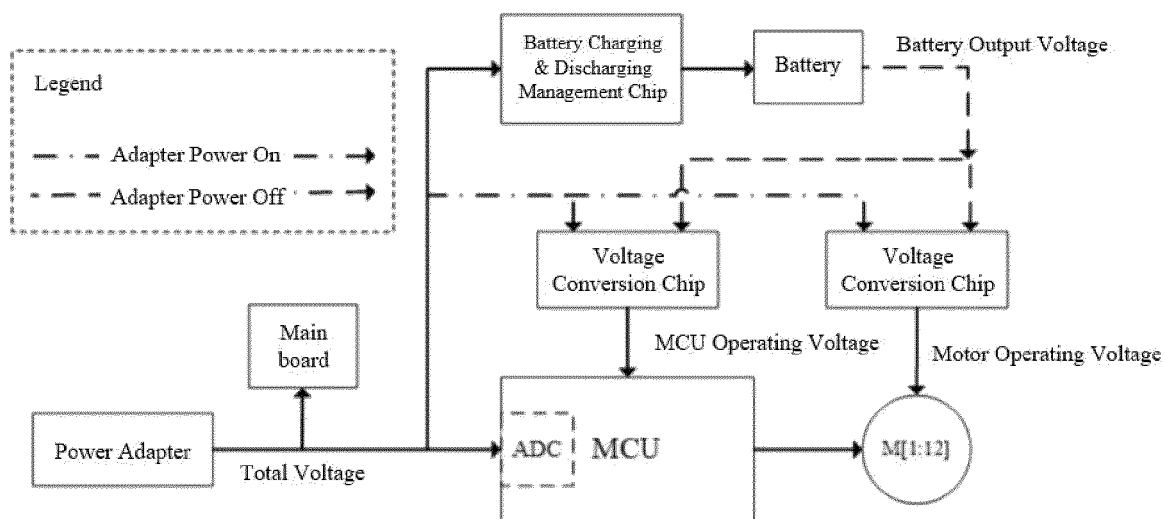 Legend
Adapter Power On
Adapter Power Off
Battery Charging
& Discharging
Management Chip
Battery
Battery Output Voltage
Voltage
Conversion Chip
Voltage
Conversion Chip
MCU Operating Voltage
Motor Operating Voltage
Main
board
Power Adapter
Total Voltage
ADC
MCU
M[1:12]